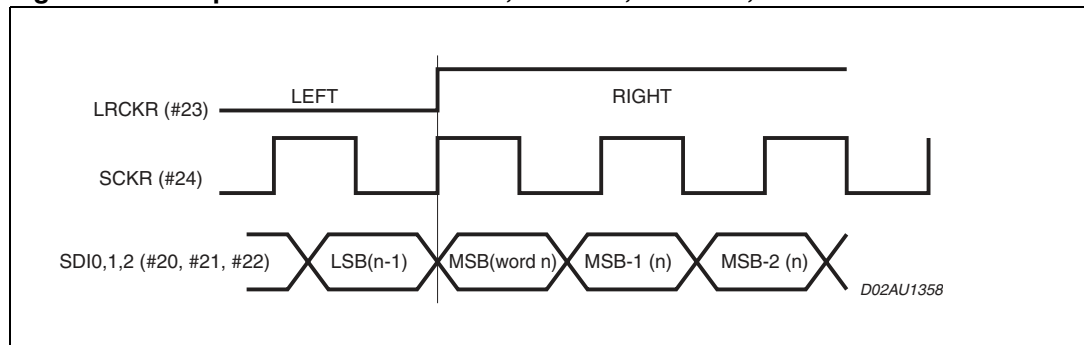 LEFT
RIGHT
LRCKR (#23)
SCKR (#24)
SDI0,1,2 (#20, #21, #22)
LSB(n-1)
MSB(word n)
MSB-1 (n)
MSB-2 (n)
D02AU1358